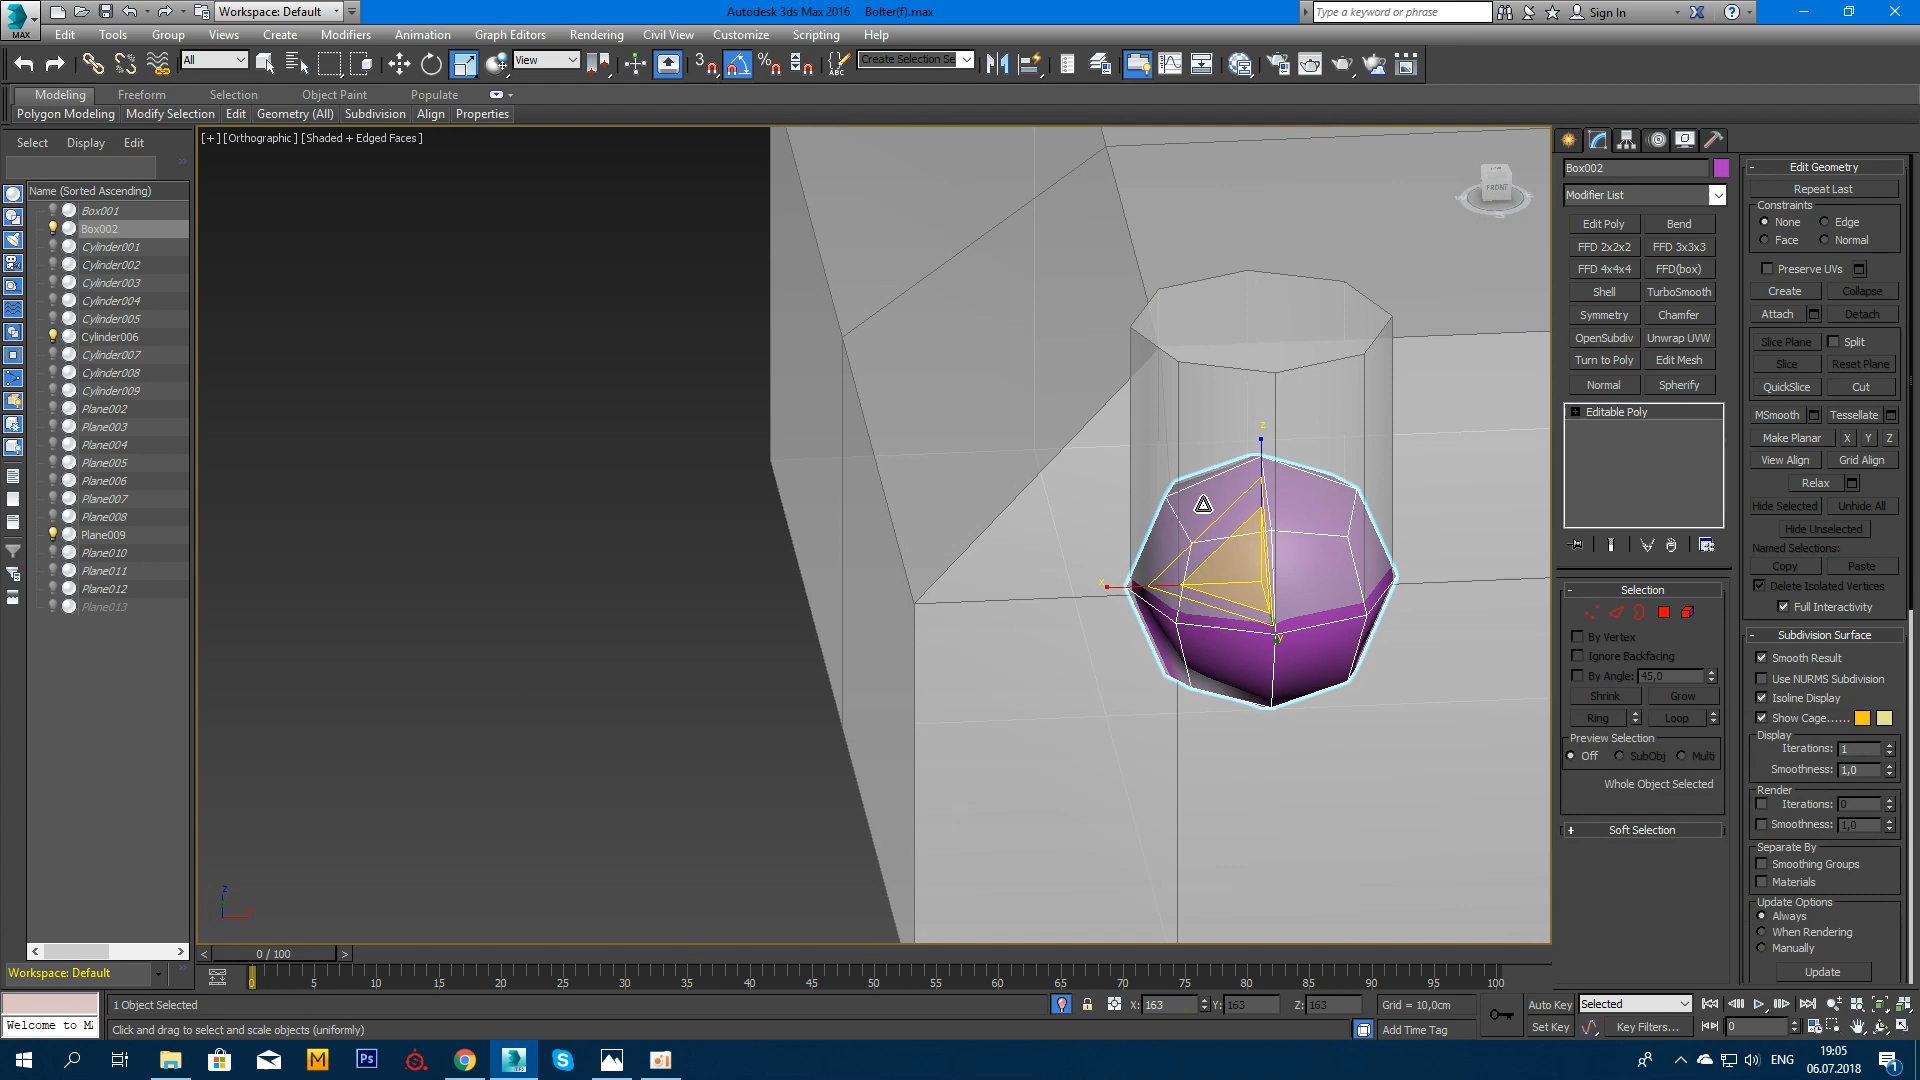 Workspace: Default
Autodesk 3ds Max 2016 Bolter(f).max
Type a keyword or phrase
Sign In
MAX
Edit Tools Group Views Create Modifiers Animation Graph Editors Rendering Civil View Customize Scripting Help
All
View
3
ABC
Create Selection Se
Modeling Freeform Selection Object Paint Populate
Polygon Modeling Modify Selection Edit Geometry (All) Subdivision Align Properties
Select Display Edit
Name (Sorted Ascending)
Box001
Box002
Cylinder001
Cylinder002
Cylinder003
Cylinder004
Cylinder005
Cylinder006
Cylinder007
Cylinder008
Cylinder009
Plane002
Plane003
Plane004
Plane005
Plane006
Plane007
Plane008
Plane009
Plane010
Plane011
Plane012
Plane013
Workspace: Default
[+] [Orthographic] [Shaded + Edged Faces]
FRONT
z
x
y
z
Box002
Modifier List
Edit Poly Bend
FFD 2x2x2 FFD 3x3x3
FFD 4x4x4 FFD(box)
Shell TurboSmooth
Symmetry Chamfer
OpenSubdiv Unwrap UVW
Turn to Poly Edit Mesh
Normal Spherify
Editable Poly
- Selection
By Vertex
Ignore Backfacing
By Angle: 45,0
Shrink Grow
Ring Loop
Preview Selection
Off SubObj Multi
Whole Object Selected
+ Soft Selection
- Edit Geometry
Repeat Last
Constraints
None Edge
Face Normal
Preserve UVs
Create Collapse
Attach Detach
Slice Plane Split
Slice Reset Plane
QuickSlice Cut
MSmooth Tessellate
Make Planar X Y Z
View Align Grid Align
Relax
Hide Selected Unhide All
Hide Unselected
Named Selections:
Copy Paste
Delete Isolated Vertices
Full Interactivity
- Subdivision Surface
Smooth Result
Use NURMS Subdivision
Isoline Display
Show Cage......
Display
Iterations: 1
Smoothness: 1,0
Render
Iterations: 0
Smoothness: 1,0
Separate By
Smoothing Groups
Materials
Update Options
Always
When Rendering
Manually
Update
< 0 / 100 >
0 5 10 15 20 25 30 35 40 45 50 55 60 65 70 75 80 85 90 95 100
1 Object Selected
X: 163 Y: 163 Z: 163
Grid = 10,0cm
Auto Key Selected
Welcome to M
Click and drag to select and scale objects (uniformly)
Add Time Tag
Set Key Key Filters...
0
Ps
ENG
19:05
06.07.2018
1